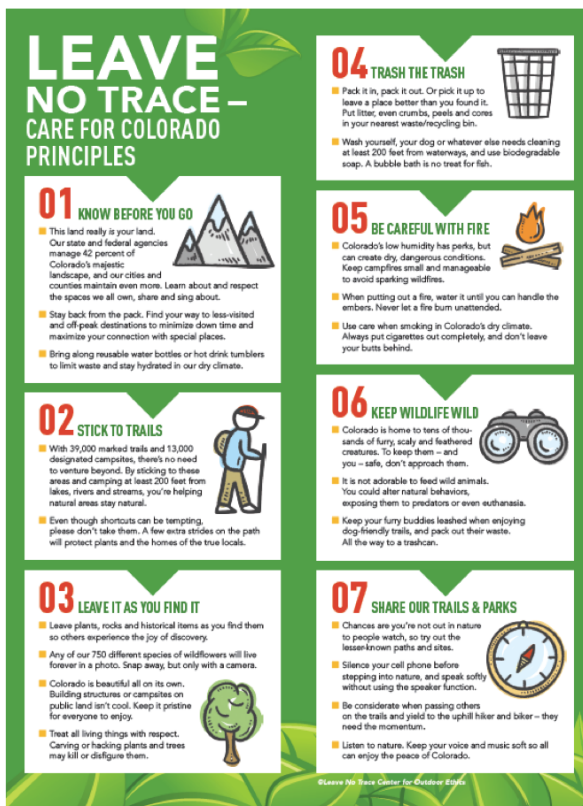 LEAVE
NO TRACE –
CARE FOR COLORADO
PRINCIPLES
01 KNOW BEFORE YOU GO
This land really is your land.
Our state and federal agencies
manage 42 percent of
Colorado's majestic
landscape, and our cities and
counties maintain even more. Learn about and respect
the spaces we all own, share and sing about.
Stay back from the pack. Find your way to less-visited
and off-peak destinations to minimize down time and
maximize your connection with special places.
Bring along reusable water bottles or hot drink tumblers
to limit waste and stay hydrated in our dry climate.
02 STICK TO TRAILS
With 39,000 marked trails and 13,000
designated campsites, there's no need
to venture beyond. By sticking to these
areas and camping at least 200 feet from
lakes, rivers and streams, you're helping
natural areas stay natural.
Even though shortcuts can be tempting,
please don't take them. A few extra strides on the path
will protect plants and the homes of the true locals.
03 LEAVE IT AS YOU FIND IT
Leave plants, rocks and historical items as you find them
so others experience the joy of discovery.
Any of our 750 different species of wildflowers will live
forever in a photo. Snap away, but only with a camera.
Colorado is beautiful all on its own.
Building structures or campsites on
public land isn't cool. Keep it pristine
for everyone to enjoy.
Treat all living things with respect.
Carving or hacking plants and trees
may kill or disfigure them.
04 TRASH THE TRASH
Pack it in, pack it out. Or pick it up to
leave a place better than you found it.
Put litter, even crumbs, peels and cores
in your nearest waste/recycling bin.
Wash yourself, your dog or whatever else needs cleaning
at least 200 feet from waterways, and use biodegradable
soap. A bubble bath is no treat for fish.
05 BE CAREFUL WITH FIRE
Colorado's low humidity has perks, but
can create dry, dangerous conditions.
Keep campfires small and manageable
to avoid sparking wildfires.
When putting out a fire, water it until you can handle the
embers. Never let a fire burn unattended.
Use care when smoking in Colorado's dry climate.
Always put cigarettes out completely, and don't leave
your butts behind.
06 KEEP WILDLIFE WILD
Colorado is home to tens of thou-
sands of furry, scaly and feathered
creatures. To keep them – and
you – safe, don't approach them.
It is not adorable to feed wild animals.
You could alter natural behaviors,
exposing them to predators or even euthanasia.
Keep your furry buddies leashed when enjoying
dog-friendly trails, and pack out their waste.
All the way to a trashcan.
07 SHARE OUR TRAILS & PARKS
Chances are you're not out in nature
to people watch, so try out the
lesser-known paths and sites.
Silence your cell phone before
stepping into nature, and speak softly
without using the speaker function.
Be considerate when passing others
on the trails and yield to the uphill hiker and biker – they
need the momentum.
Listen to nature. Keep your voice and music soft so all
can enjoy the peace of Colorado.
©Leave No Trace Center for Outdoor Ethics